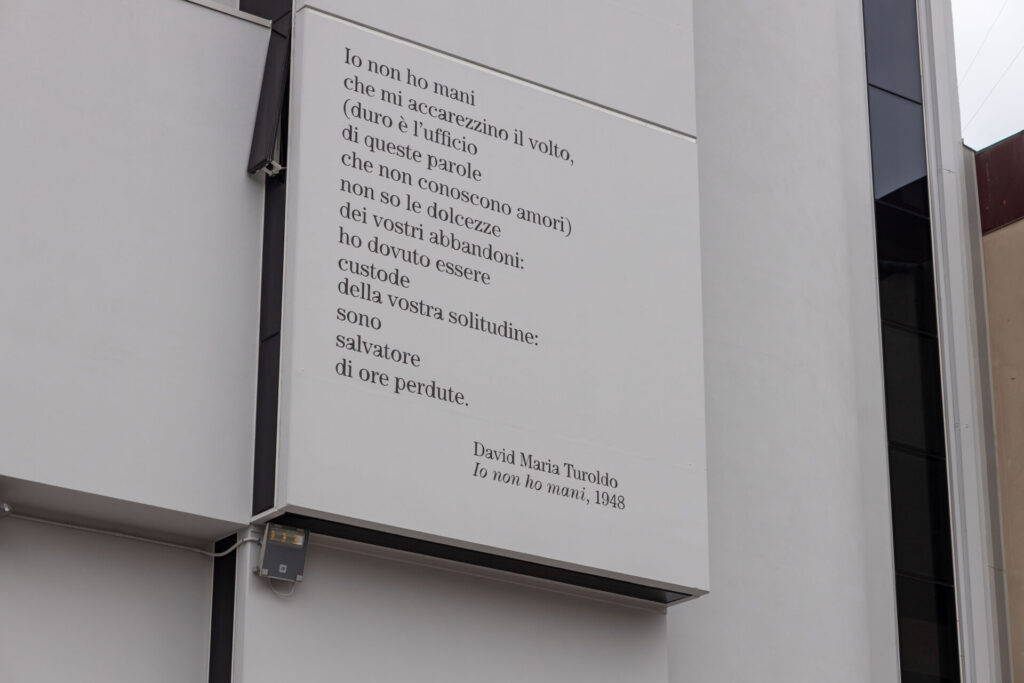 Io non ho mani
che mi accarezzino il volto,
(duro è l'ufficio
di queste parole
che non conoscono amori)
non so le dolcezze
dei vostri abbandoni:
ho dovuto essere
custode
della vostra solitudine:
sono
salvatore
di ore perdute.
David Maria Turoldo
Io non ho mani, 1948